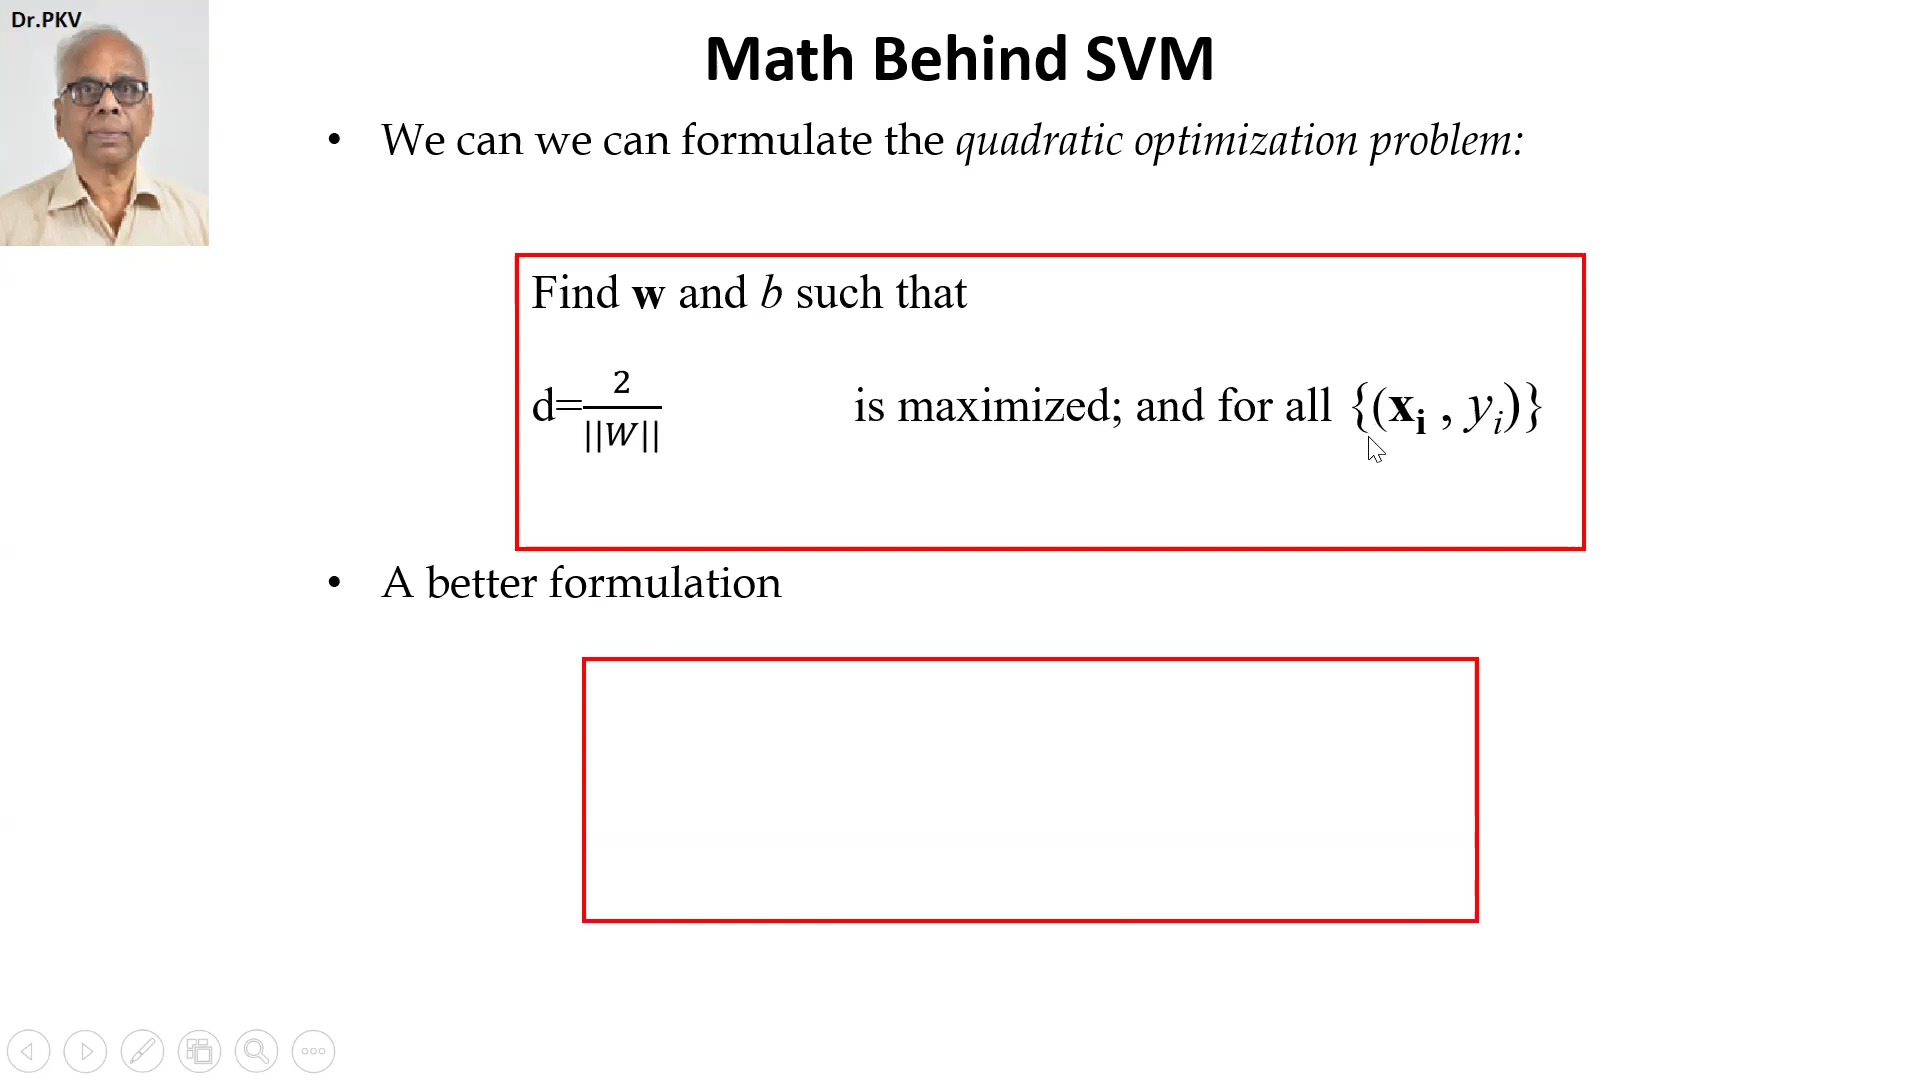 Dr.PKV
Math Behind SVM
• We can we can formulate the quadratic optimization problem:
Find w and b such that
d=2/||W|| is maximized; and for all {(xᵢ , yᵢ)}
• A better formulation